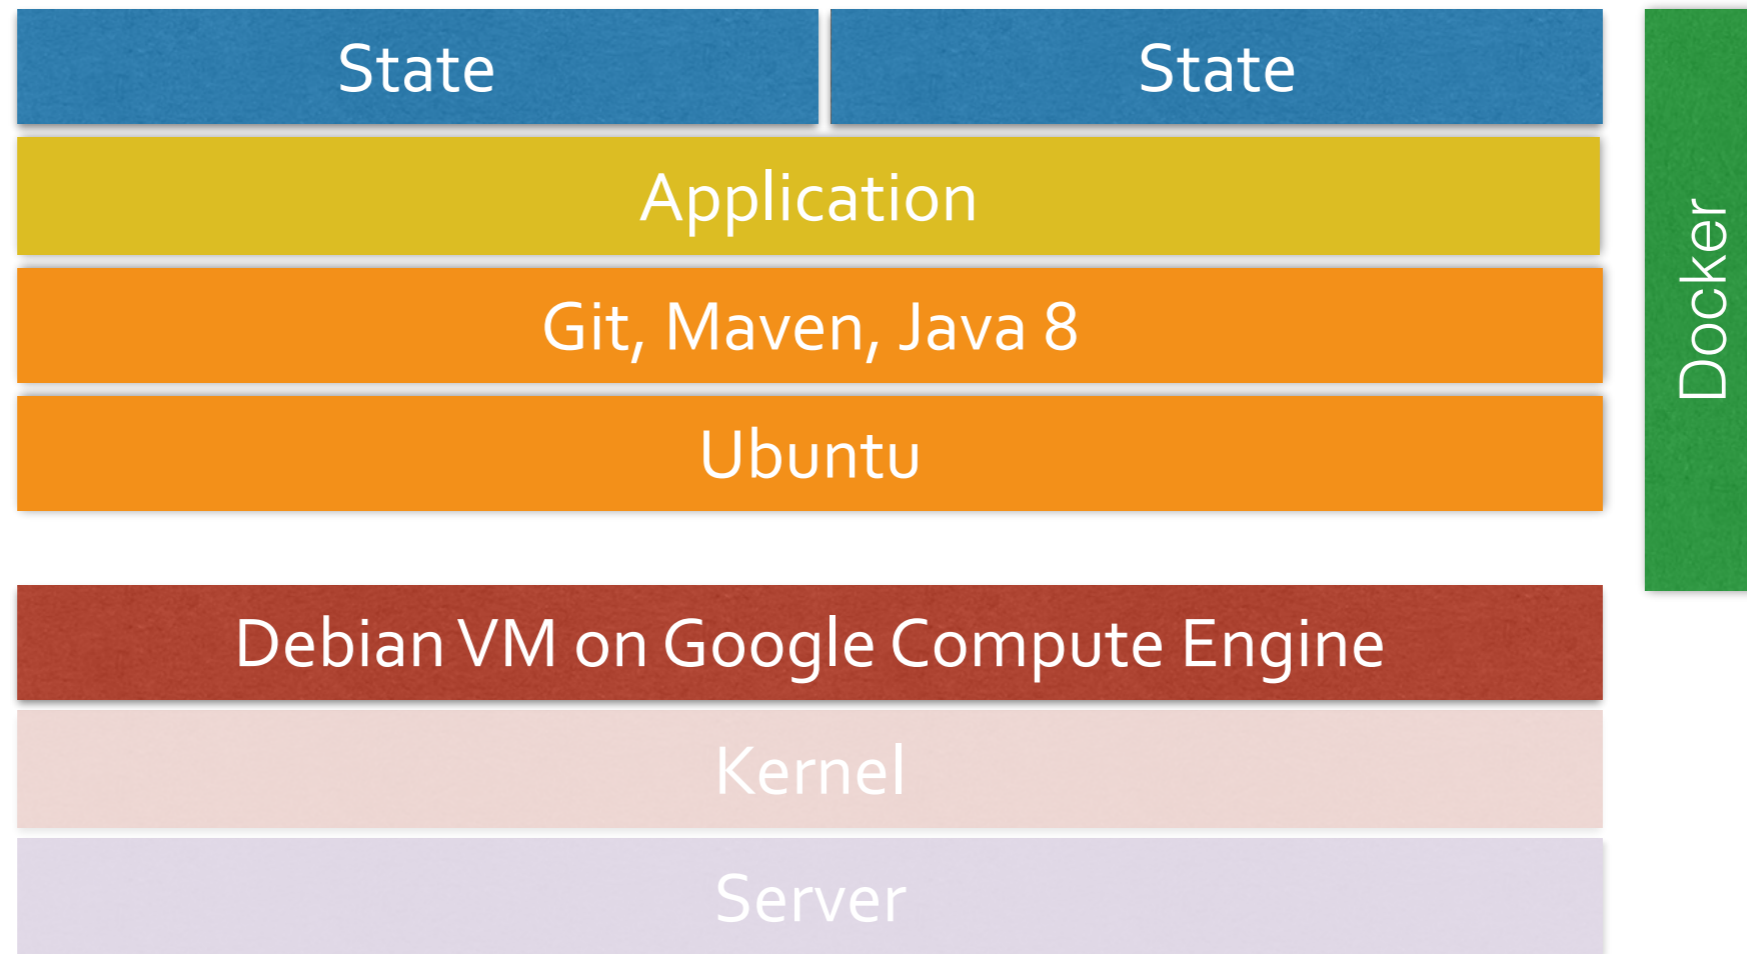 State
State
Application
Git, Maven, Java 8
Ubuntu
Debian VM on Google Compute Engine
Kernel
Server
Docker